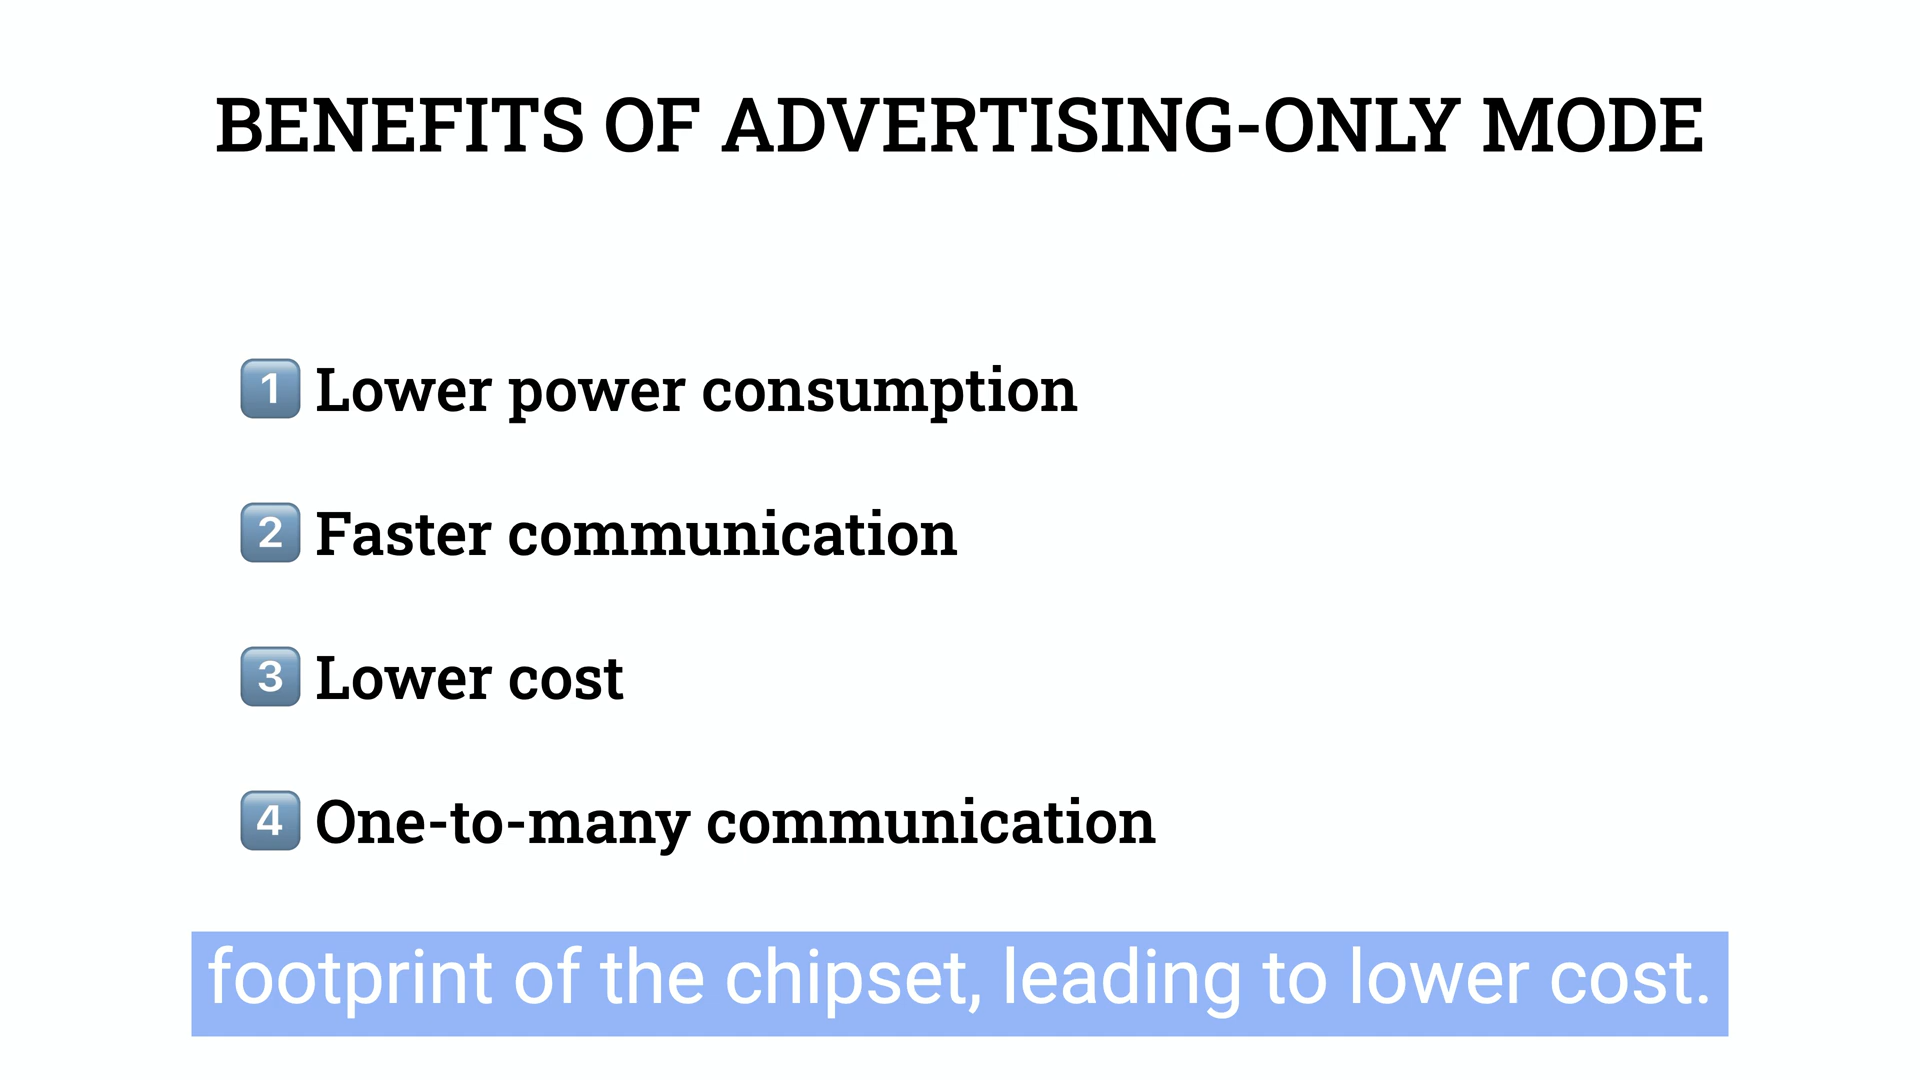 BENEFITS OF ADVERTISING-ONLY MODE
1 Lower power consumption
2 Faster communication
3 Lower cost
4 One-to-many communication
footprint of the chipset, leading to lower cost.